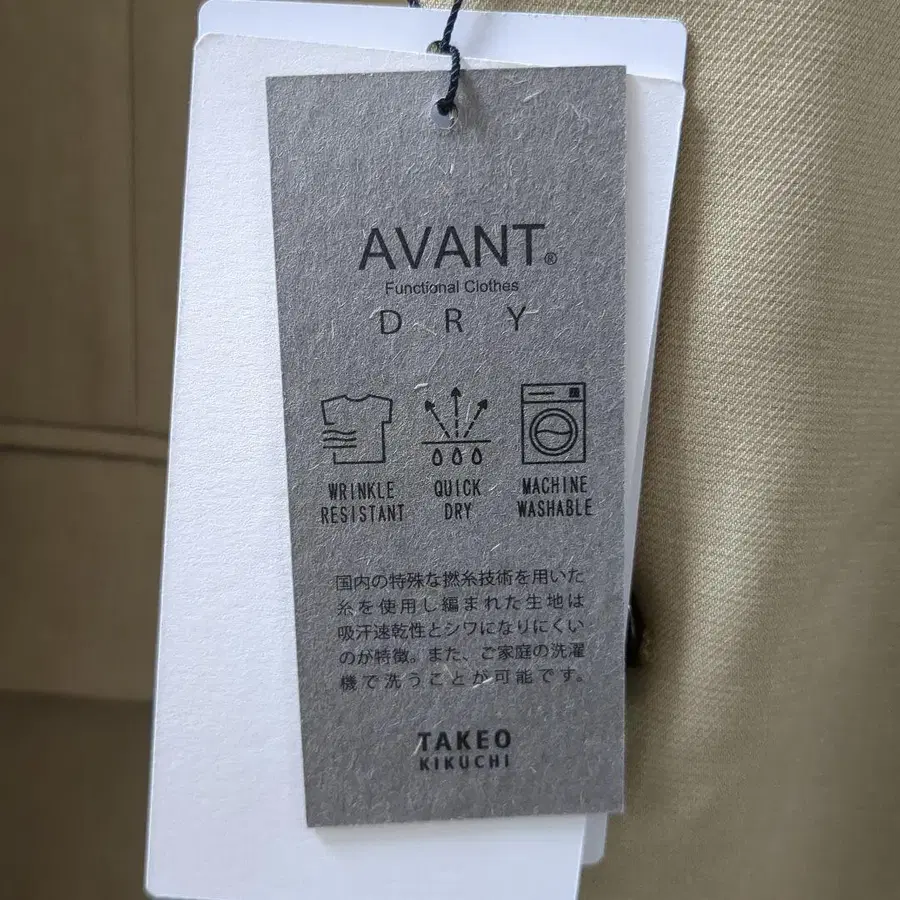 AVANT®
Functional Clothes
DRY
WRINKLE
RESISTANT
QUICK
DRY
MACHINE
WASHABLE
国内の特殊な撚糸技術を用いた
糸を使用し編まれた生地は
吸汗速乾性とシワになりにくい
のが特徴。また、ご家庭の洗濯
機で洗うことが可能です。
TAKEO
KIKUCHI